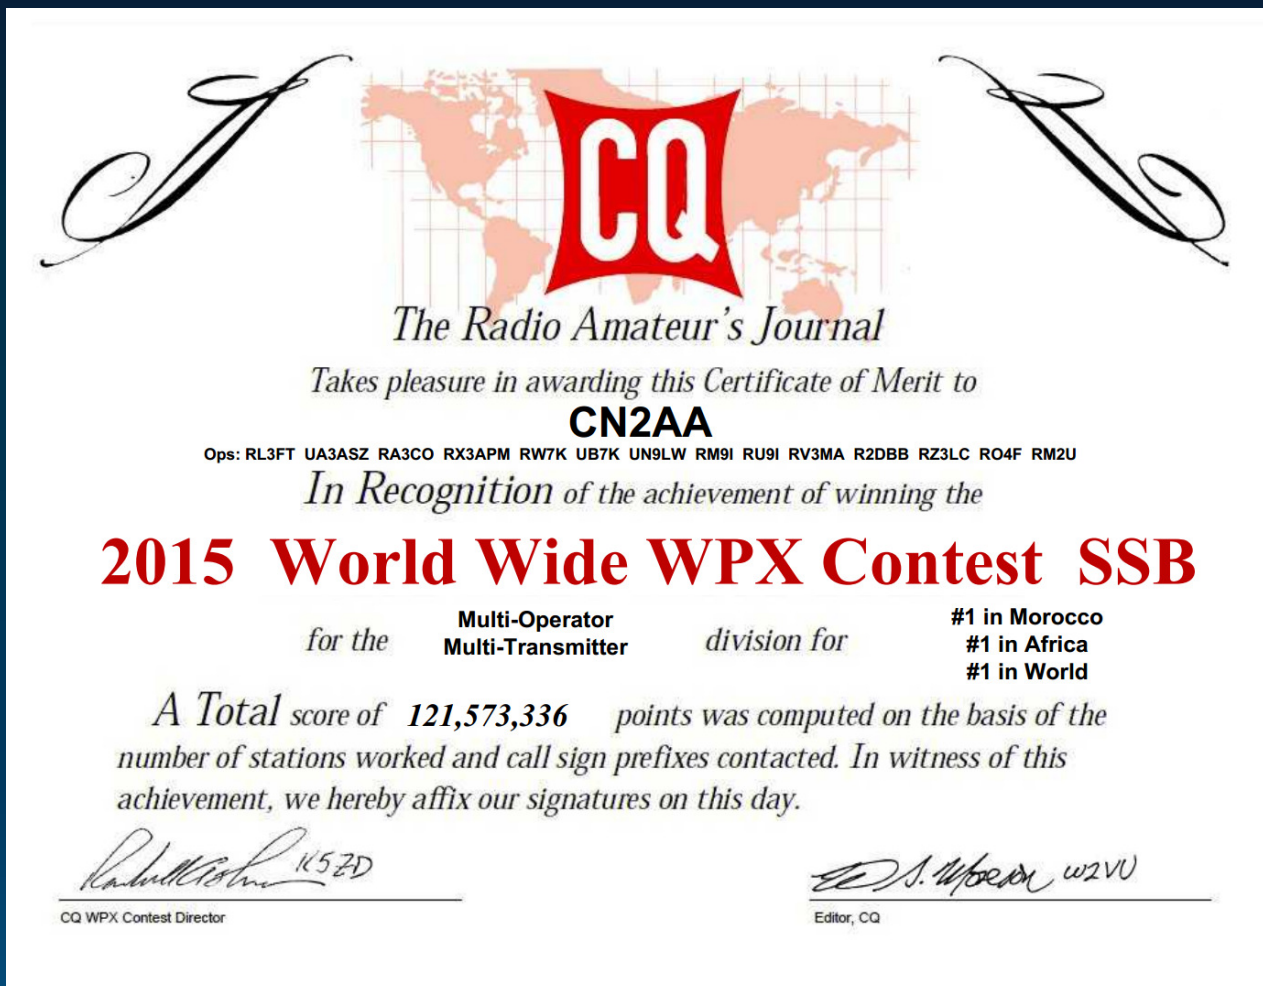 CQ
The Radio Amateur's Journal
Takes pleasure in awarding this Certificate of Merit to
CN2AA
Ops: RL3FT UA3ASZ RA3CO RX3APM RW7K UB7K UN9LW RM9I RU9I RV3MA R2DBB RZ3LC RO4F RM2U
In Recognition of the achievement of winning the
2015 World Wide WPX Contest SSB
for the Multi-Operator Multi-Transmitter division for #1 in Morocco
#1 in Africa
#1 in World
A Total score of 121,573,336 points was computed on the basis of the
number of stations worked and call sign prefixes contacted. In witness of this
achievement, we hereby affix our signatures on this day.
K5ZD
W2VU
CQ WPX Contest Director
Editor, CQ